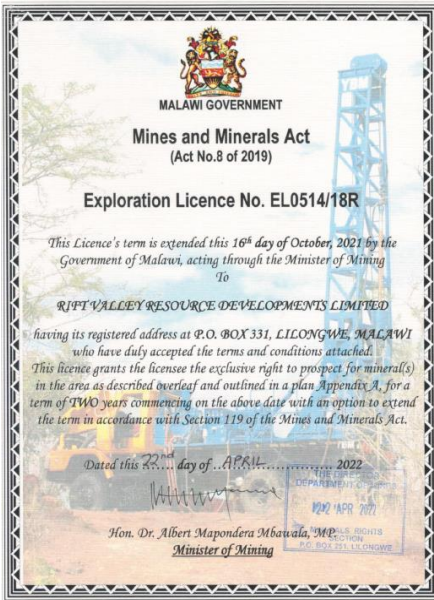 MALAWI GOVERNMENT
Mines and Minerals Act
(Act No.8 of 2019)
Exploration Licence No. EL0514/18R
This Licence's term is extended this 16th day of October, 2021 by the
Government of Malawi, acting through the Minister of Mining
To
RIFT VALLEY RESOURCE DEVELOPMENTS LIMITED
having its registered address at P.O. BOX 331, LILONGWE, MALAWI
who have duly accepted the terms and conditions attached.
This licence grants the licensee the exclusive right to prospect for mineral(s)
in the area as described overleaf and outlined in a plan Appendix A, for a
term of TWO years commencing on the above date with an option to extend
the term in accordance with Section 119 of the Mines and Minerals Act.
Dated this 22nd day of APRIL 2022
THE DIREC
DEPARTMENT OF
APR 2022
MINERALS RIGHTS
SECTION
P.O. BOX 251, LILONGWE
Hon. Dr. Albert Mapondera Mbawala, MP.
Minister of Mining